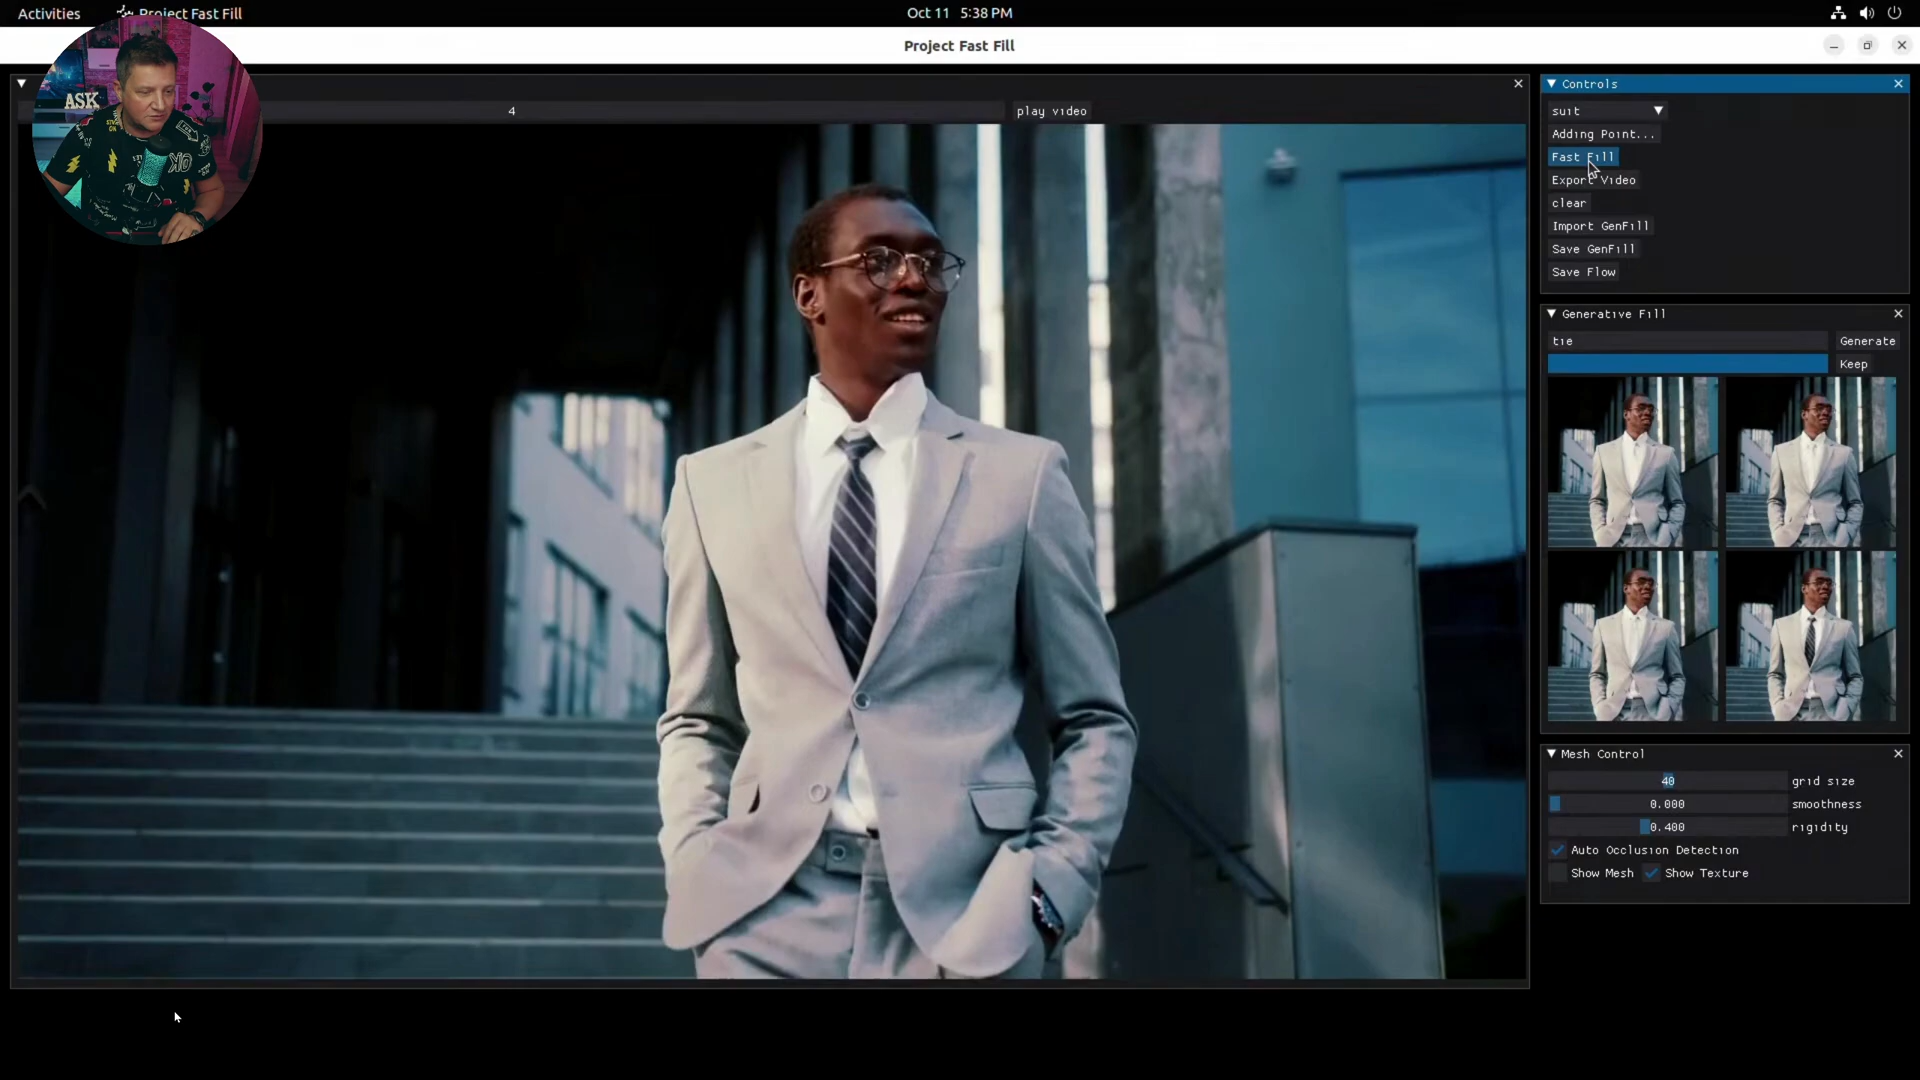 Activities
Project Fast Fill
Oct 11 5:38 PM
Project Fast Fill
ASK
OK
4
play video
Controls
suit
Adding Point...
Fast Fill
Export Video
clear
Import GenFill
Save GenFill
Save Flow
Generative Fill
tie
Generate
Keep
Mesh Control
40
grid size
0.000
smoothness
0.400
rigidity
Auto Occlusion Detection
Show Mesh
Show Texture